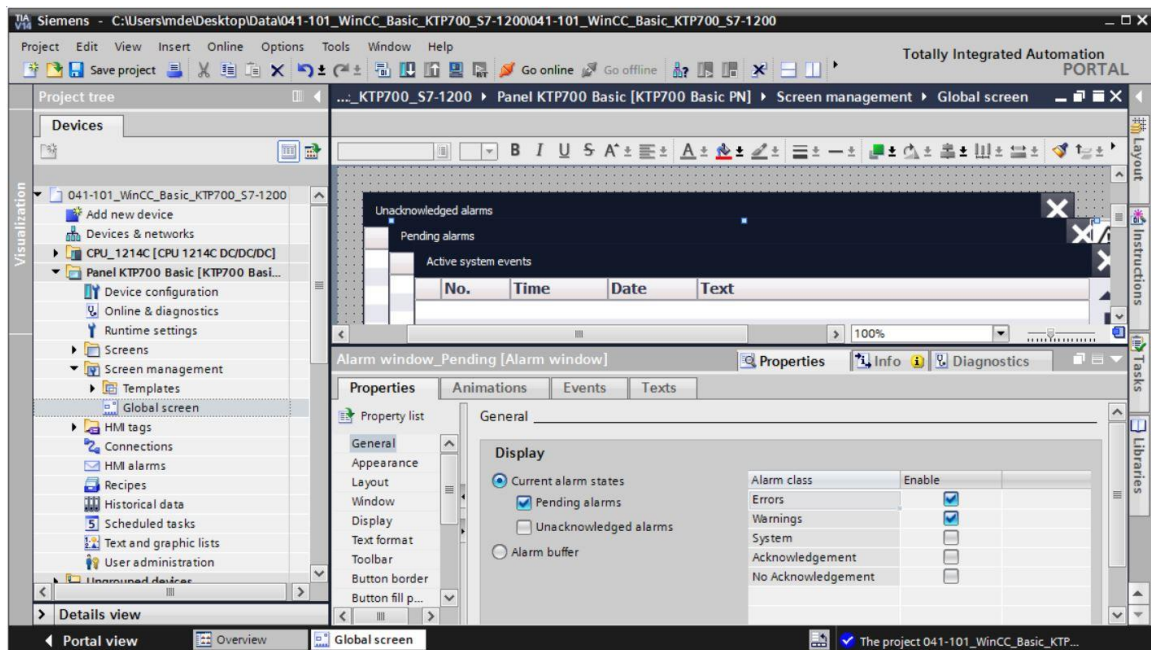 TIA V14 Siemens - C:\Users\mde\Desktop\Data\041-101_WinCC_Basic_KTP700_S7-1200\041-101_WinCC_Basic_KTP700_S7-1200
Project Edit View Insert Online Options Tools Window Help
Totally Integrated Automation
PORTAL
Save project Go online Go offline
Project tree
...:_KTP700_S7-1200 Panel KTP700 Basic [KTP700 Basic PN] Screen management Global screen
Devices
B I U S A A
Visualization
041-101_WinCC_Basic_KTP700_S7-1200
Add new device
Devices & networks
CPU_1214C [CPU 1214C DC/DC/DC]
Panel KTP700 Basic [KTP700 Basi...
Device configuration
Online & diagnostics
Runtime settings
Screens
Screen management
Templates
Global screen
HMI tags
Connections
HMI alarms
Recipes
Historical data
Scheduled tasks
Text and graphic lists
User administration
Ungrouped devices
Details view
Unacknowledged alarms
Pending alarms
Active system events
No. Time Date Text
100%
Alarm window_Pending [Alarm window]
Properties Info Diagnostics
Properties Animations Events Texts
Property list
General
Appearance
Layout
Window
Display
Text format
Toolbar
Button border
Button fill p...
General
Display
Current alarm states
Pending alarms
Unacknowledged alarms
Alarm buffer
Alarm class Enable
Errors
Warnings
System
Acknowledgement
No Acknowledgement
Layout
Instructions
Tasks
Libraries
Portal view Overview Global screen The project 041-101_WinCC_Basic_KTP...